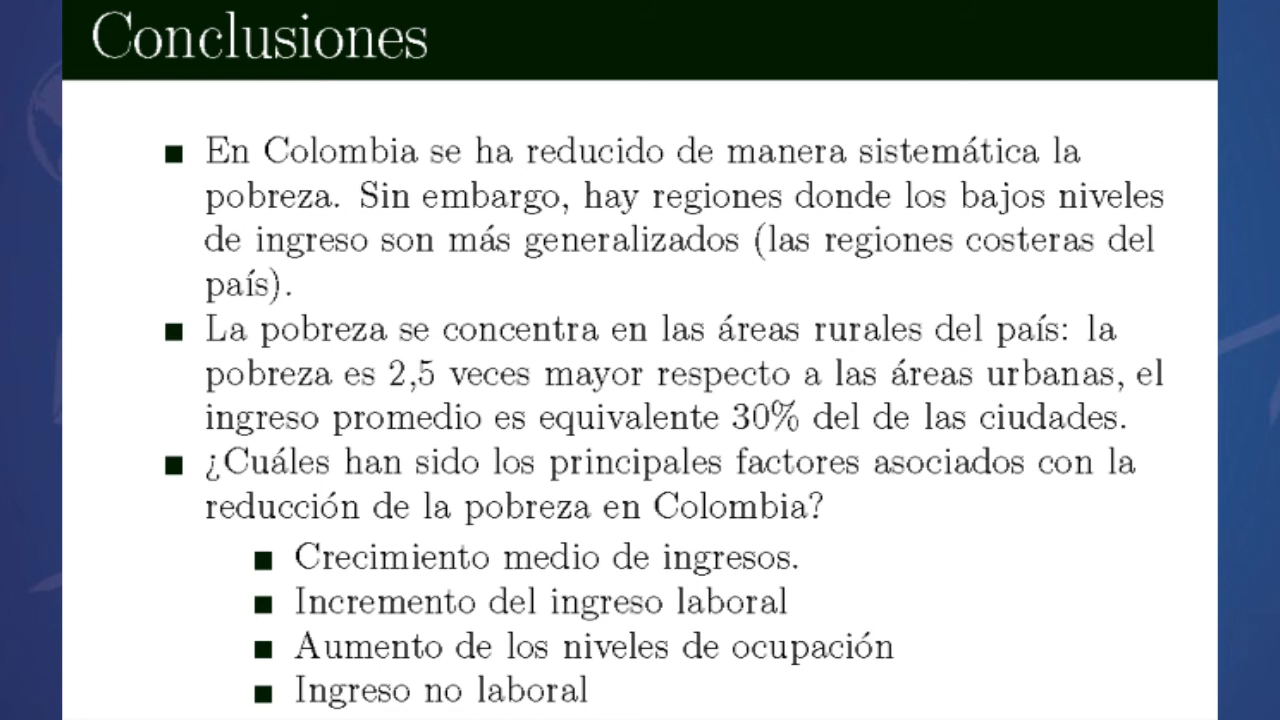 Conclusiones
En Colombia se ha reducido de manera sistemática la
pobreza. Sin embargo, hay regiones donde los bajos niveles
de ingreso son más generalizados (las regiones costeras del
país).
La pobreza se concentra en las áreas rurales del país: la
pobreza es 2,5 veces mayor respecto a las áreas urbanas, el
ingreso promedio es equivalente 30% del de las ciudades.
¿Cuáles han sido los principales factores asociados con la
reducción de la pobreza en Colombia?
Crecimiento medio de ingresos.
Incremento del ingreso laboral
Aumento de los niveles de ocupación
Ingreso no laboral